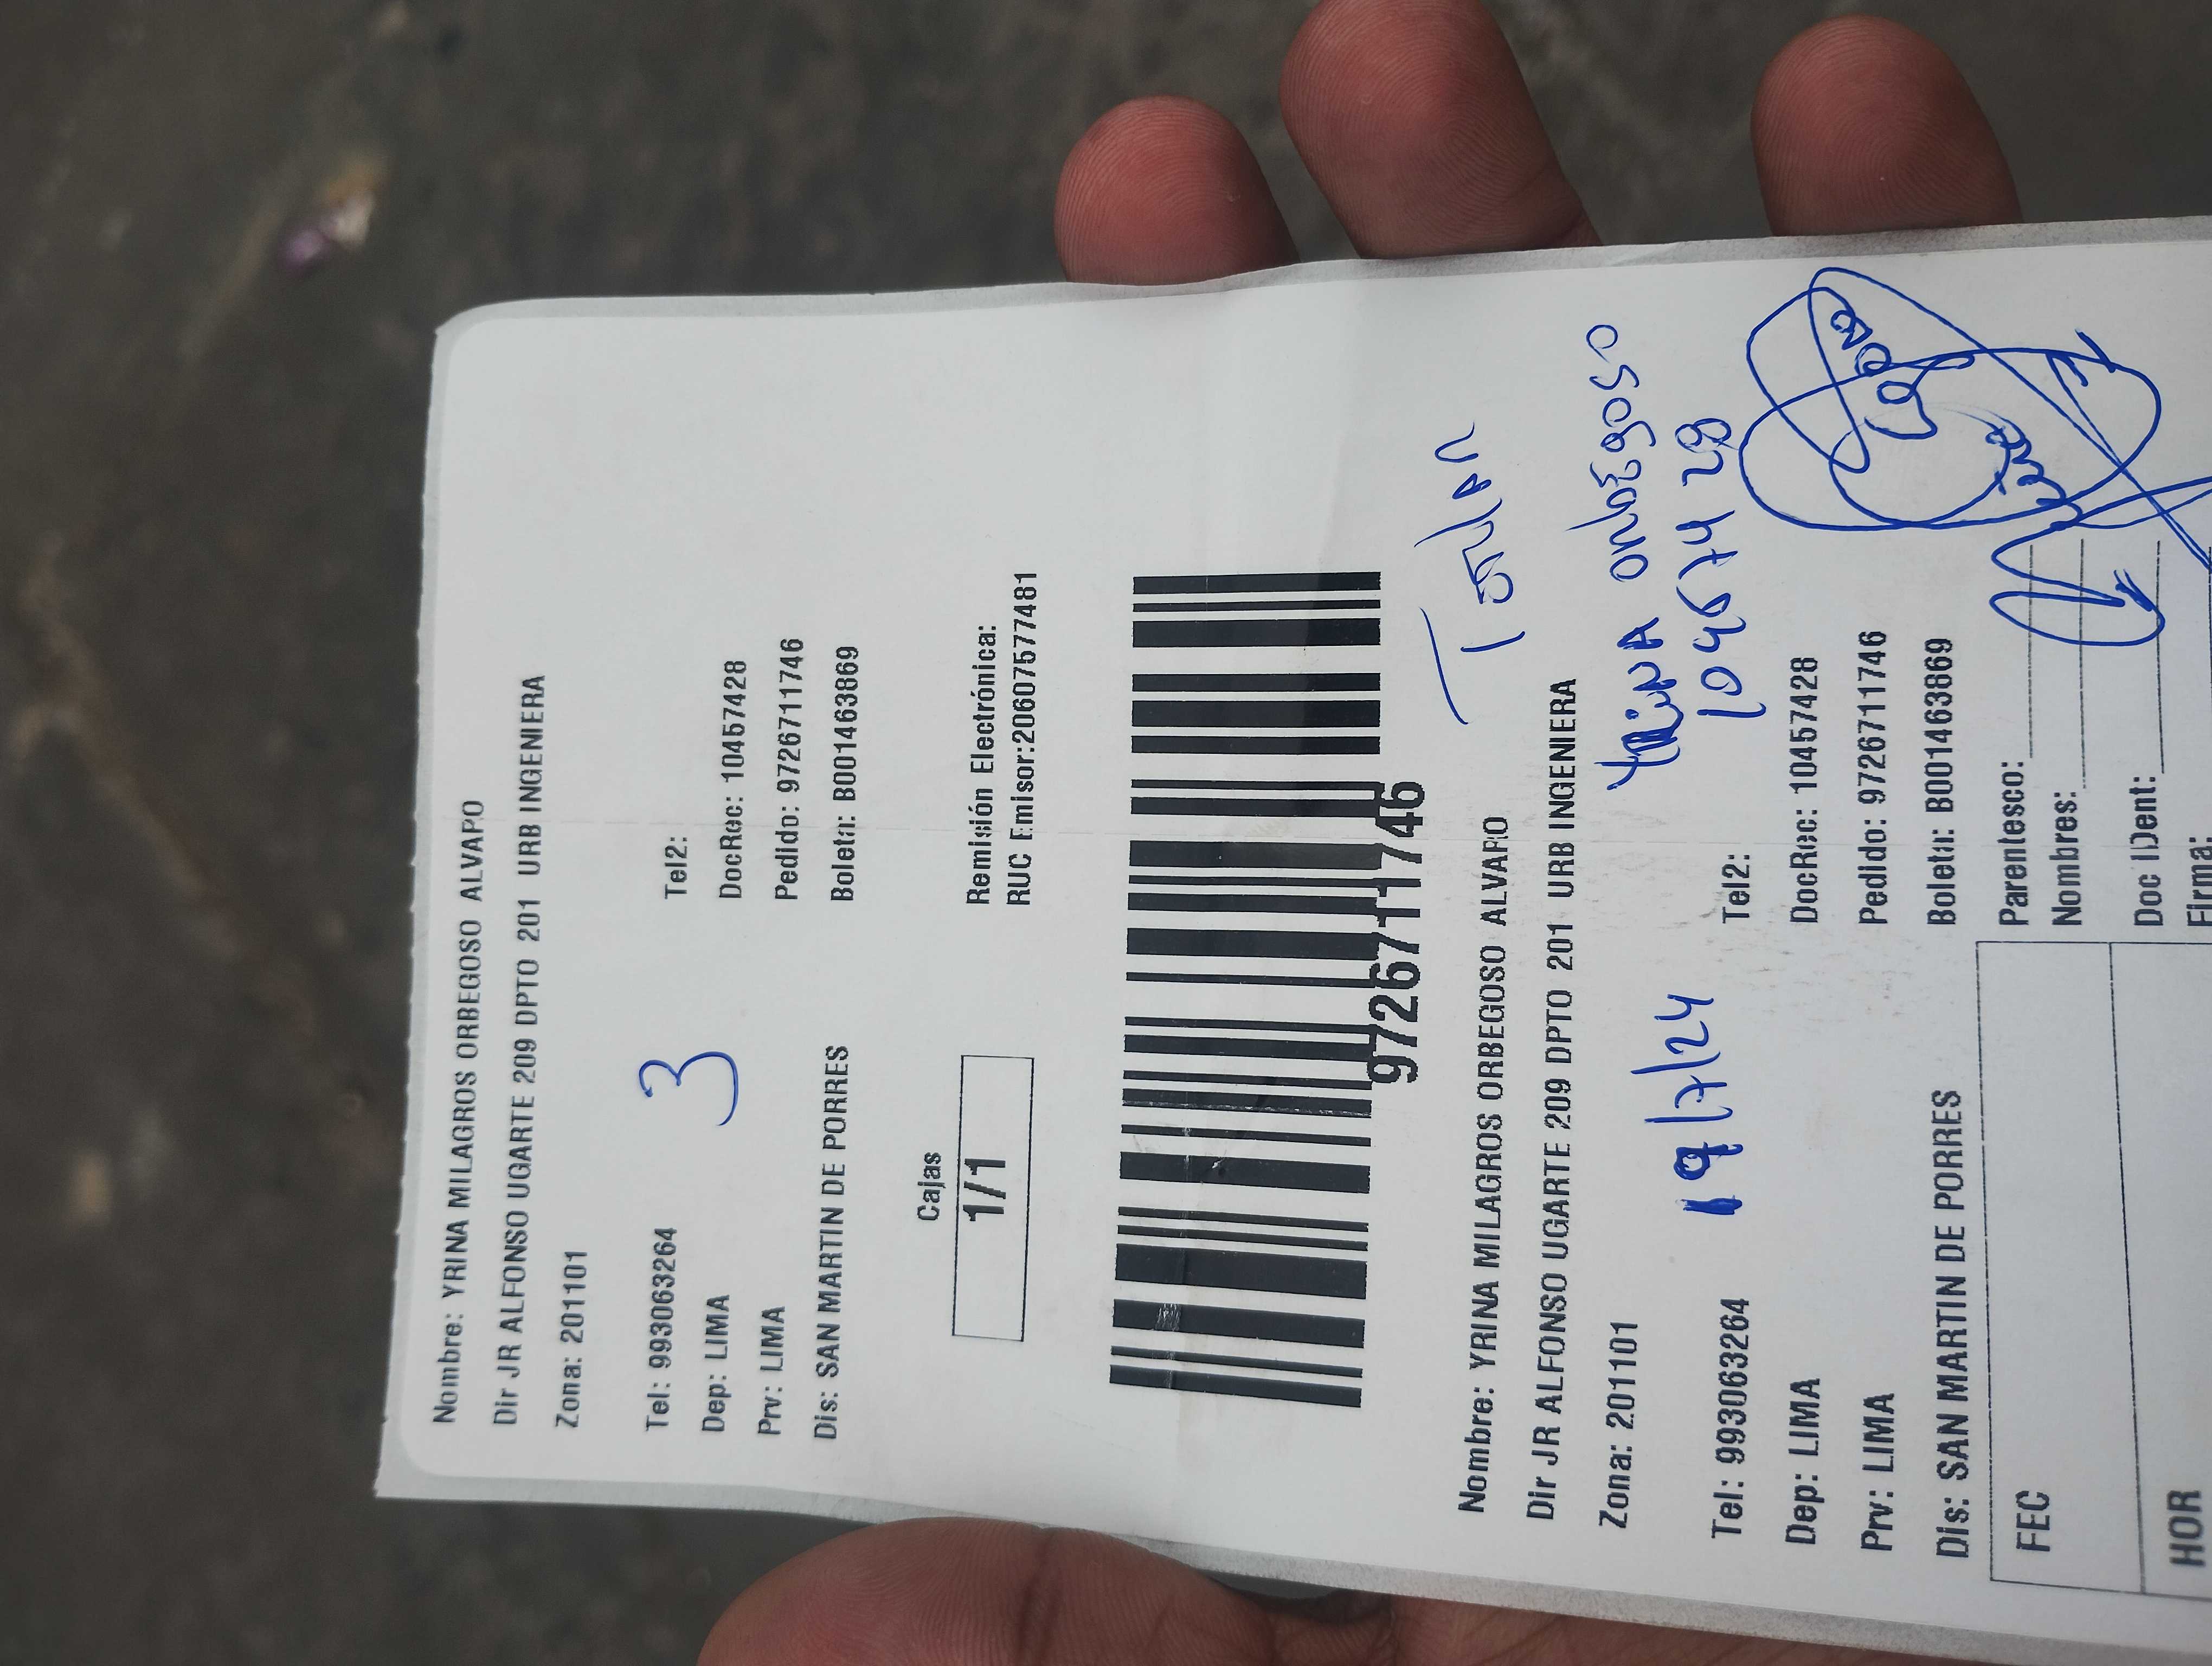 Nombre: YRINA MILAGROS ORBEGOSO ALVARO
Dir JR ALFONSO UGARTE 209 DPTO 201 URB INGENIERA
Zona: 201101
Tel: 993063264 3 Tel2:
Dep: LIMA DocRec: 10457428
Prv: LIMA Pedido: 9726711746
Dis: SAN MARTIN DE PORRES Boleta: B001463869
Cajas
1/1
Remisión Electrónica:
RUC Emisor:20607577481
9726711746
Nombre: YRINA MILAGROS ORBEGOSO ALVARO
Dir JR ALFONSO UGARTE 209 DPTO 201 URB INGENIERA
Zona: 201101
19/7/24
Orbegoso
Tel: 993063264 Tel2:
Dep: LIMA DocRec: 10457428
Prv: LIMA Pedido: 9726711746
Dis: SAN MARTIN DE PORRES Boleta: B001463869
FEC
HOR
Parentesco:
Nombres:
Doc IDent:
Firma: